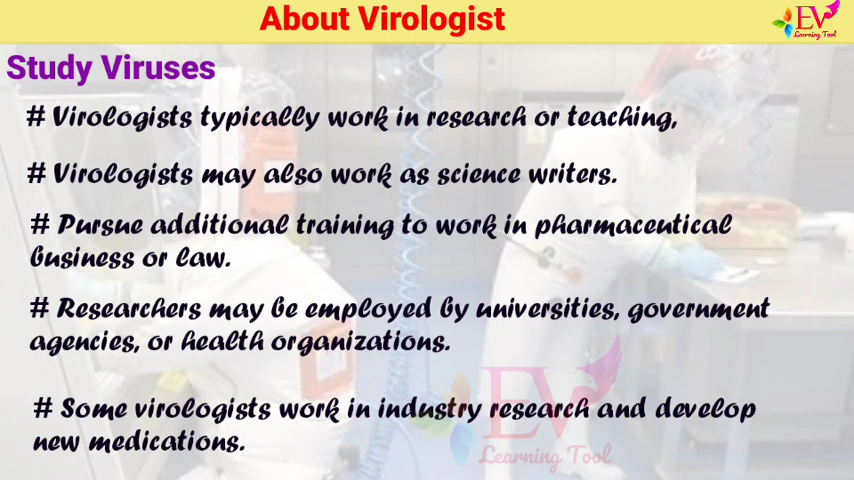 About Virologist
EV
Learning Tool
Study Viruses
# Virologists typically work in research or teaching,
# Virologists may also work as science writers.
# Pursue additional training to work in pharmaceutical
business or law.
# Researchers may be employed by universities, government
agencies, or health organizations.
# Some virologists work in industry research and develop
new medications.
EV
Learning Tool